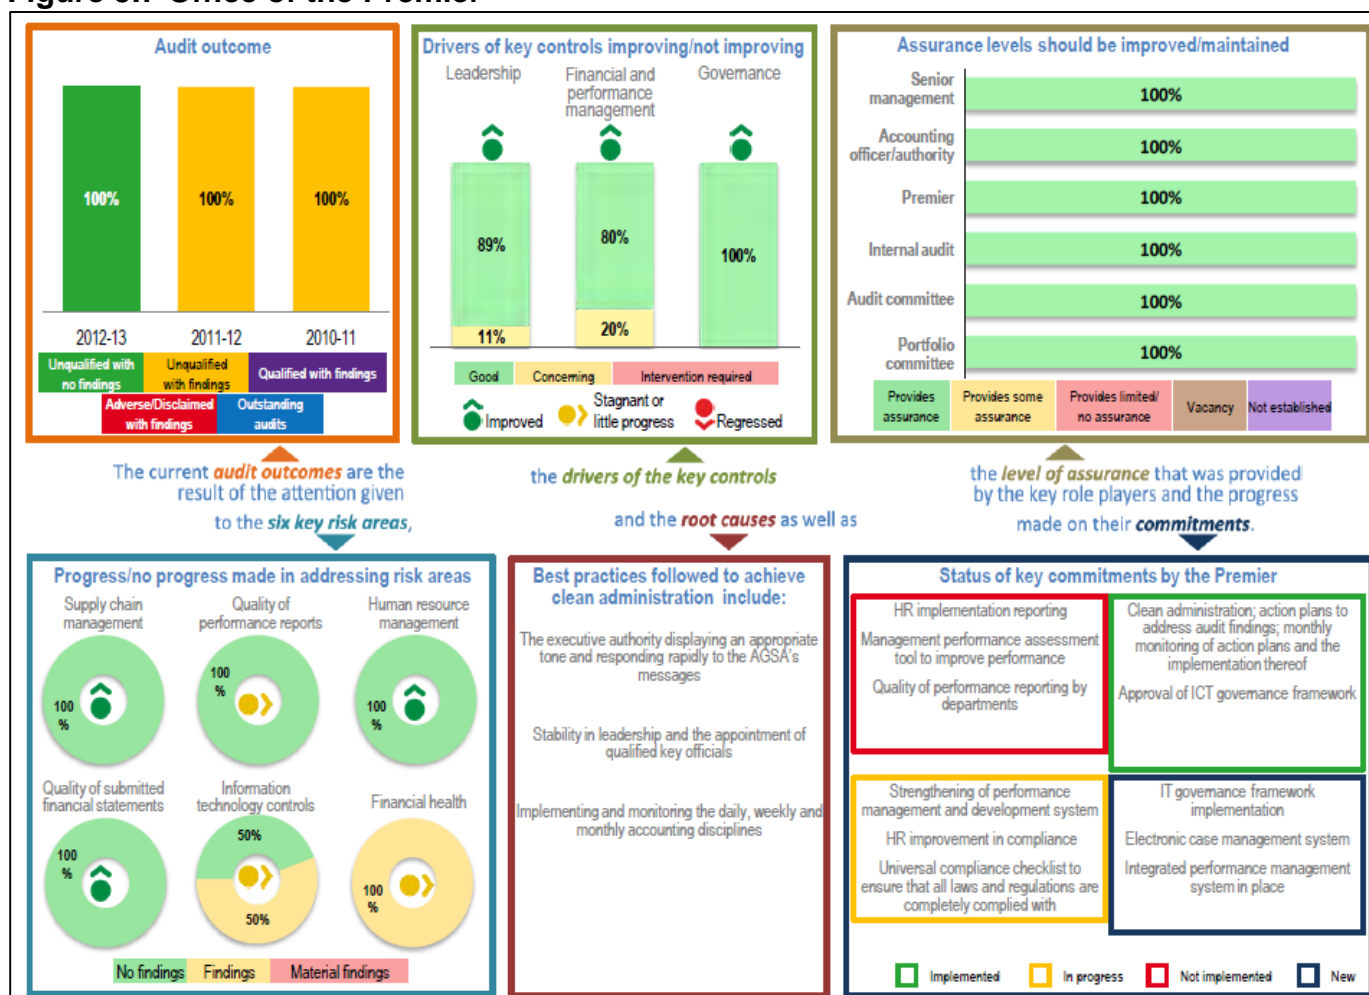 Audit outcome
100%
100%
100%
2012-13
2011-12
2010-11
Unqualified with
no findings
Unqualified
with findings
Qualified with findings
Adverse/Disclaimed
with findings
Outstanding
audits
Drivers of key controls improving/not improving
Leadership
Financial and
performance
management
Governance
89%
80%
100%
11%
20%
Good
Concerning
Intervention required
Improved
Stagnant or
little progress
Regressed
Assurance levels should be improved/maintained
Senior
management
100%
Accounting
officer/authority
100%
Premier
100%
Internal audit
100%
Audit committee
100%
Portfolio
committee
100%
Provides
assurance
Provides some
assurance
Provides limited/
no assurance
Vacancy
Not established
The current audit outcomes are the
result of the attention given
to the six key risk areas,
the drivers of the key controls
and the root causes as well as
the level of assurance that was provided
by the key role players and the progress
made on their commitments.
Progress/no progress made in addressing risk areas
Supply chain
management
Quality of
performance reports
Human resource
management
100
%
100
%
100
%
Quality of submitted
financial statements
Information
technology controls
Financial health
100
%
50%
50%
100
%
No findings
Findings
Material findings
Best practices followed to achieve
clean administration include:
The executive authority displaying an appropriate
tone and responding rapidly to the AGSA's
messages
Stability in leadership and the appointment of
qualified key officials
Implementing and monitoring the daily, weekly and
monthly accounting disciplines
Status of key commitments by the Premier
HR implementation reporting
Management performance assessment
tool to improve performance
Quality of performance reporting by
departments
Clean administration; action plans to
address audit findings; monthly
monitoring of action plans and the
implementation thereof
Approval of ICT governance framework
Strengthening of performance
management and development system
HR improvement in compliance
Universal compliance checklist to
ensure that all laws and regulations are
completely complied with
IT governance framework
implementation
Electronic case management system
Integrated performance management
system in place
Implemented
In progress
Not implemented
New